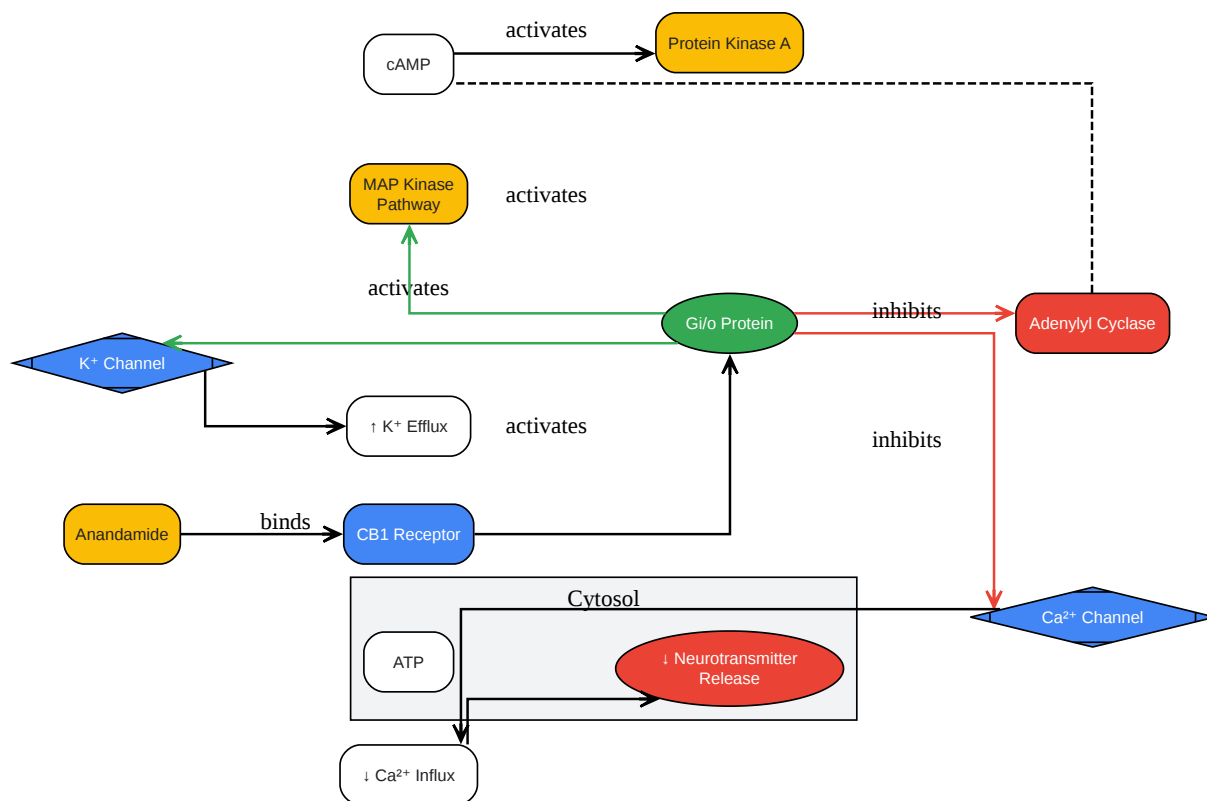 activates
Protein Kinase A
cAMP
MAP Kinase
Pathway
activates
activates
Gi/o Protein
inhibits
Adenylyl Cyclase
K⁺ Channel
↑ K⁺ Efflux
activates
inhibits
Anandamide
binds
CB1 Receptor
Cytosol
Ca²⁺ Channel
ATP
↓ Neurotransmitter
Release
↓ Ca²⁺ Influx